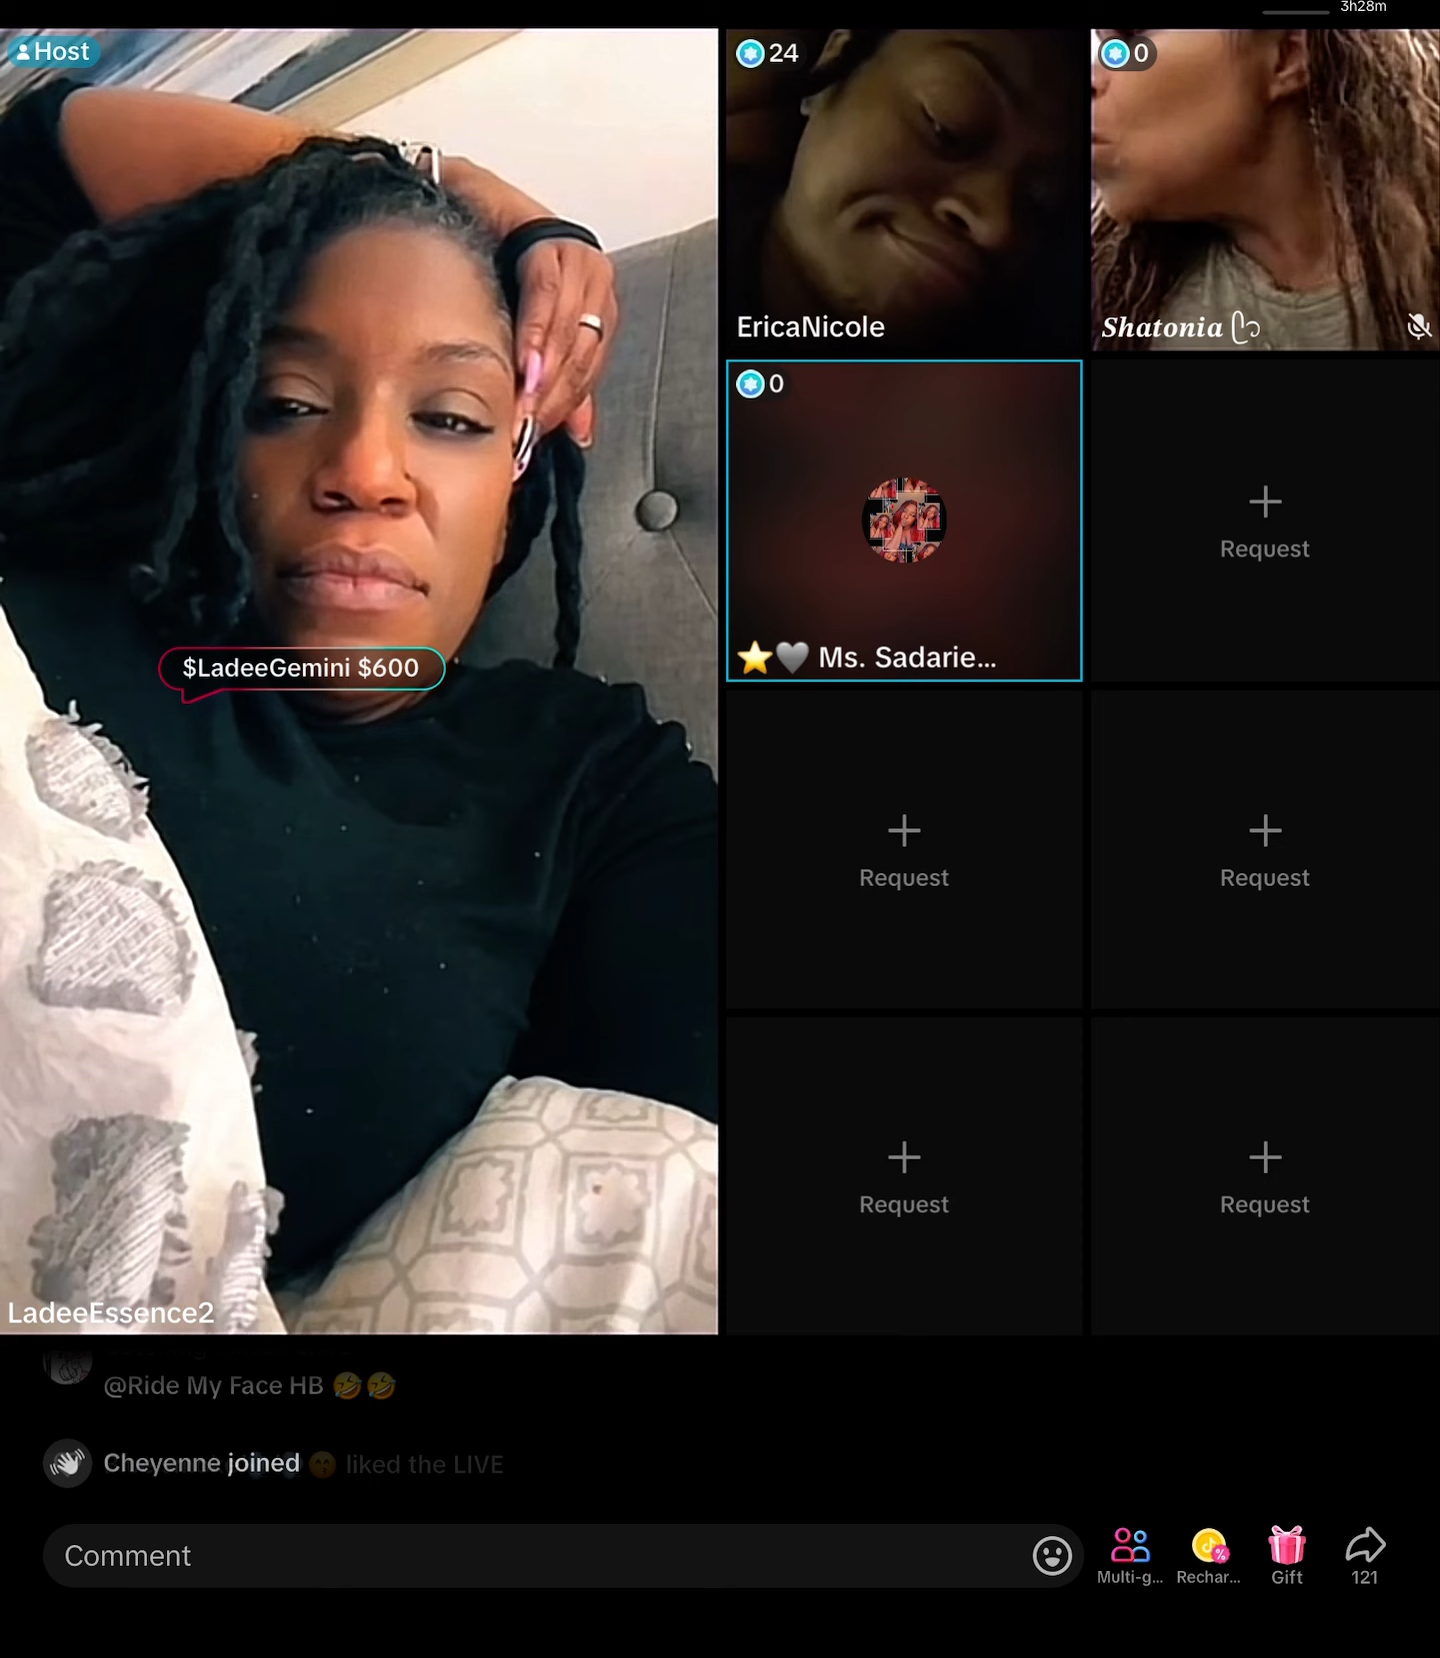 3h28m
Host
24
0
EricaNicole
Shatonia
0
⭐🩶 Ms. Sadarie...
Request
$LadeeGemini $600
Request
Request
Request
Request
LadeeEssence2
@Ride My Face HB 🤣🤣
Cheyenne joined
😙 liked the LIVE
Comment
Multi-g...
Rechar...
Gift
121